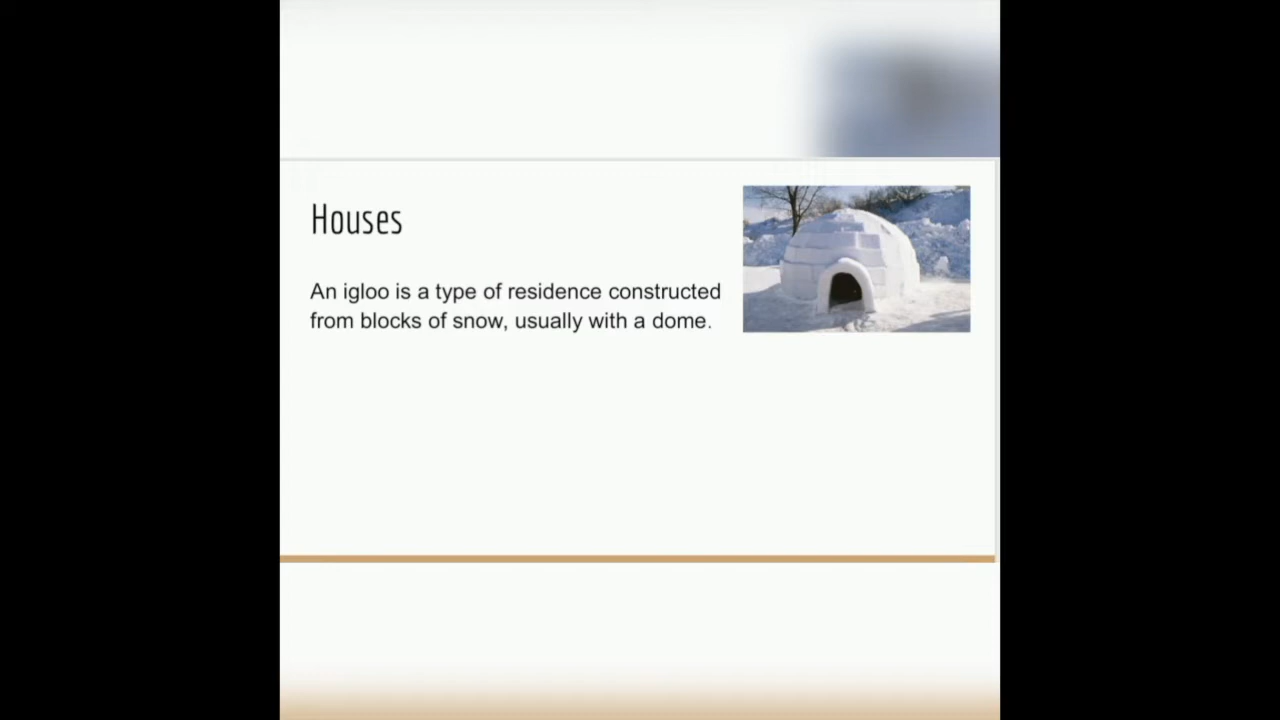 Houses
An igloo is a type of residence constructed
from blocks of snow, usually with a dome.